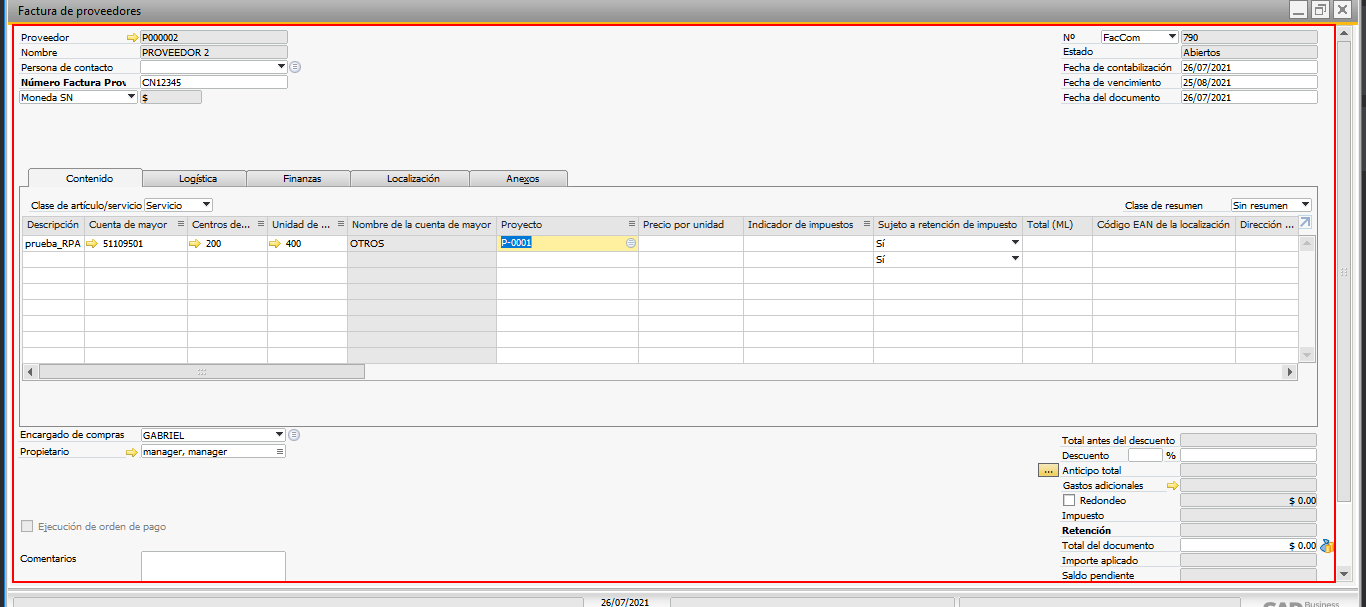 Factura de proveedores
Proveedor P000002 Nº FacCom 790
Nombre PROVEEDOR 2 Estado Abiertos
Persona de contacto Fecha de contabilización 26/07/2021
Número Factura Prov CN12345 Fecha de vencimiento 25/08/2021
Moneda SN $ Fecha del documento 26/07/2021
Contenido Logística Finanzas Localización Anexos
Clase de artículo/servicio Servicio Clase de resumen Sin resumen
Descripción Cuenta de mayor Centros de... Unidad de ... Nombre de la cuenta de mayor Proyecto Precio por unidad Indicador de impuestos Sujeto a retención de impuesto Total (ML) Código EAN de la localización Dirección ...
prueba_RPA 51109501 200 400 OTROS P-0001 Sí
Sí
Encargado de compras GABRIEL Total antes del descuento
Propietario manager, manager Descuento %
... Anticipo total
Gastos adicionales
Redondeo $ 0.00
Impuesto
Ejecución de orden de pago Retención
Total del documento $ 0.00
Comentarios Importe aplicado
Saldo pendiente
26/07/2021 Business